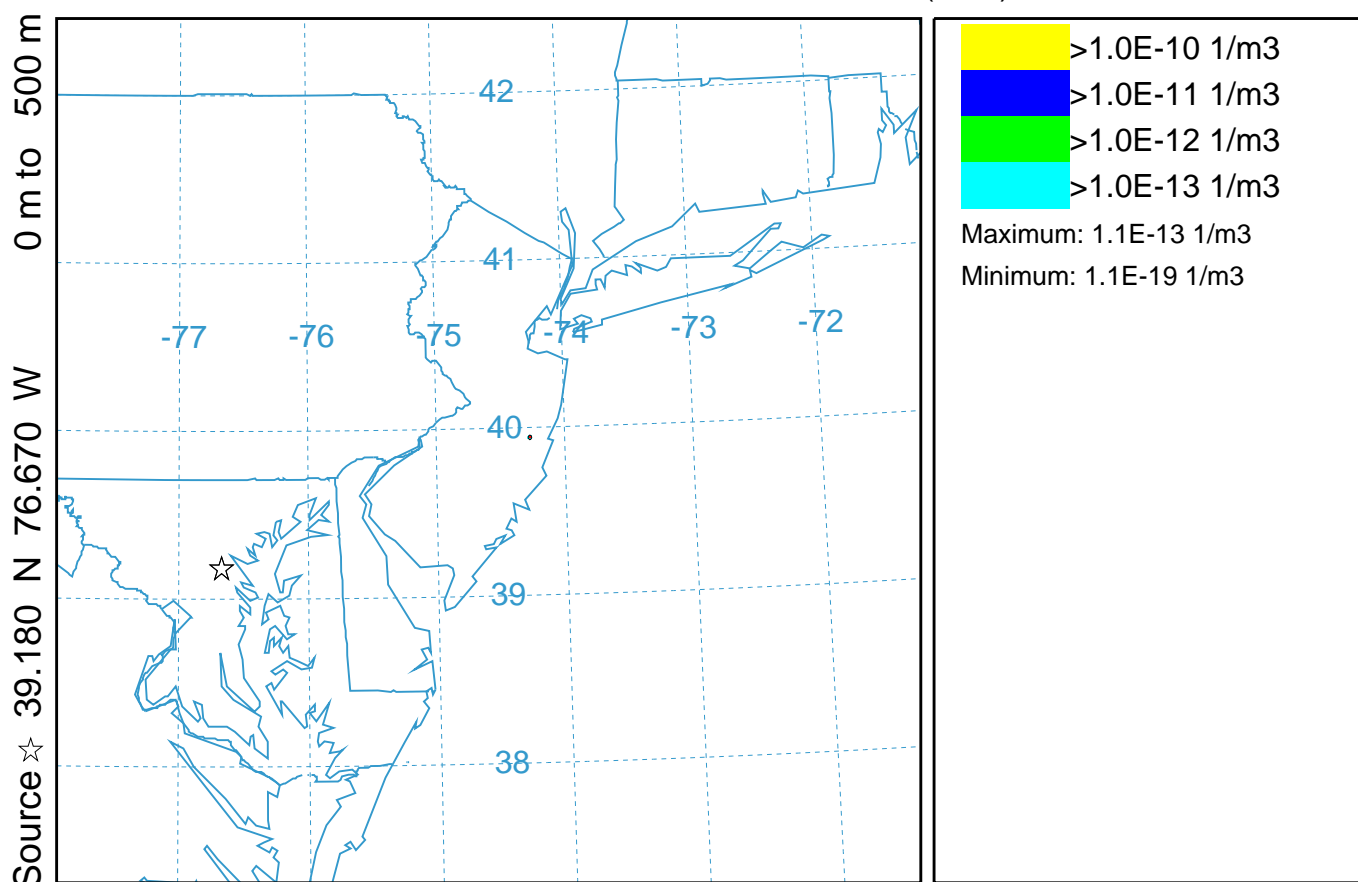 Source ☆ 39.180 N 76.670 W 0 m to 500 m
42
41
-77
-76
-75
-74
-73
-72
40
39
38
>1.0E-10 1/m3
>1.0E-11 1/m3
>1.0E-12 1/m3
>1.0E-13 1/m3
Maximum: 1.1E-13 1/m3
Minimum: 1.1E-19 1/m3